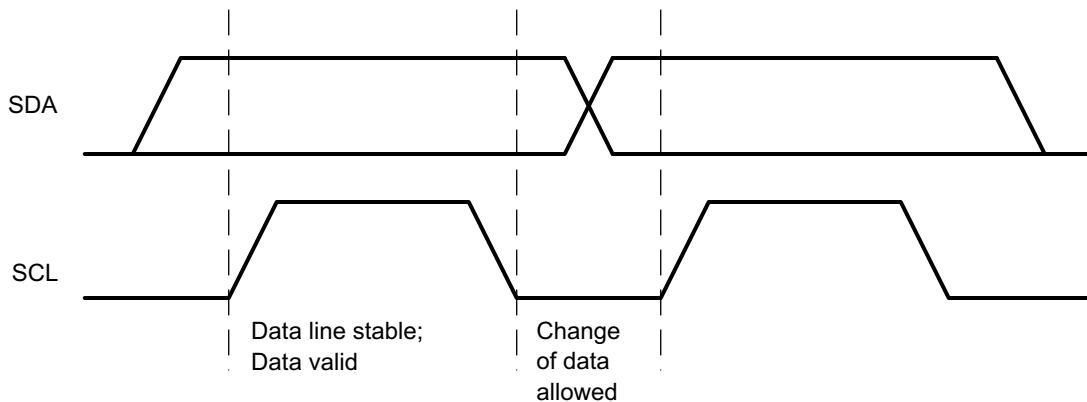 SDA
SCL
Data line stable;
Data valid
Change
of data
allowed